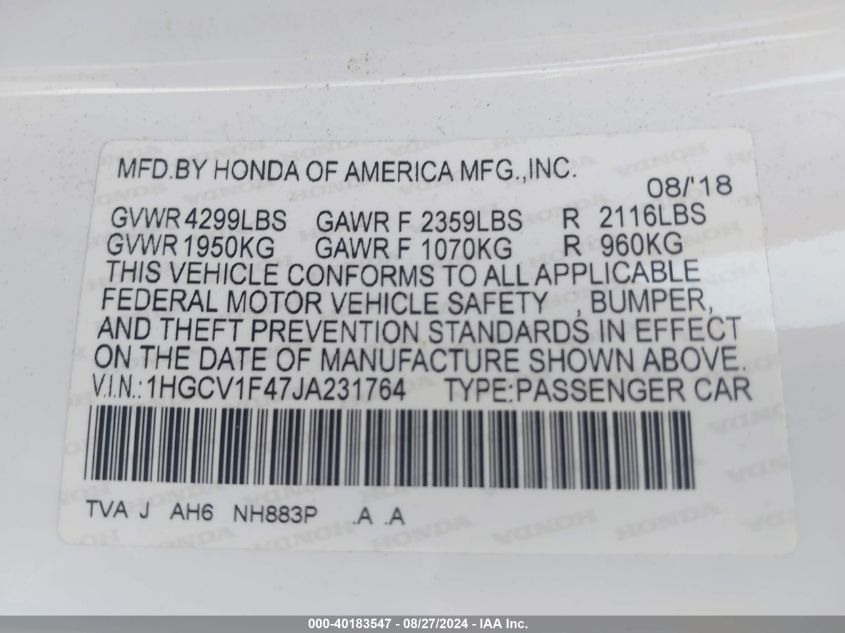 MFD.BY HONDA OF AMERICA MFG.,INC.
08/'18
GVWR 4299LBS GAWR F 2359LBS R 2116LBS
GVWR 1950KG GAWR F 1070KG R 960KG
THIS VEHICLE CONFORMS TO ALL APPLICABLE
FEDERAL MOTOR VEHICLE SAFETY , BUMPER,
AND THEFT PREVENTION STANDARDS IN EFFECT
ON THE DATE OF MANUFACTURE SHOWN ABOVE.
V.I.N.:1HGCV1F47JA231764 TYPE:PASSENGER CAR
TVA J AH6 NH883P .A .A
000-40183547 - 08/27/2024 - IAA Inc.